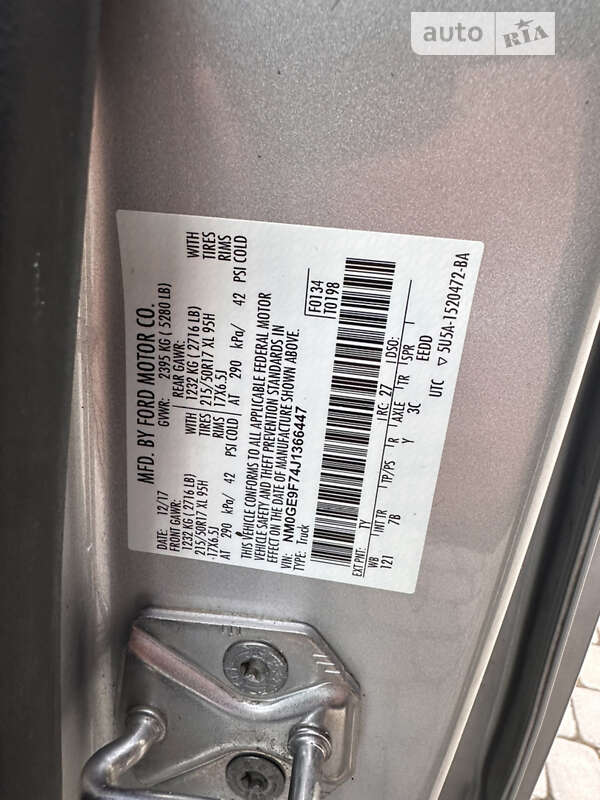 auto RIA
MFD. BY FORD MOTOR CO.
DATE: 12/17 GVWR: 2395 KG ( 5280 LB)
FRONT GAWR: REAR GAWR:
1232 KG (2716 LB) WITH 1232 KG ( 2716 LB) WITH
215/50R17 XL 95H TIRES 215/50R17 XL 95H TIRES
-17X6.5J RIMS 17X6.5J RIMS
AT 290 kPa/ 42 PSI COLD AT 290 kPa/ 42 PSI COLD
THIS VEHICLE CONFORMS TO ALL APPLICABLE FEDERAL MOTOR
VEHICLE SAFETY AND THEFT PREVENTION STANDARDS IN
EFFECT ON THE DATE OF MANUFACTURE SHOWN ABOVE.
VIN: NM0GE9F74J1366447 F0134
TYPE: Truck T0198
EXT PNT: TY RC: 27 DSO:
WB INT TR TP/PS R AXLE TR SPR
121 7B Y 3C EEDD
UTC ▽ 5U5A-1520472-BA